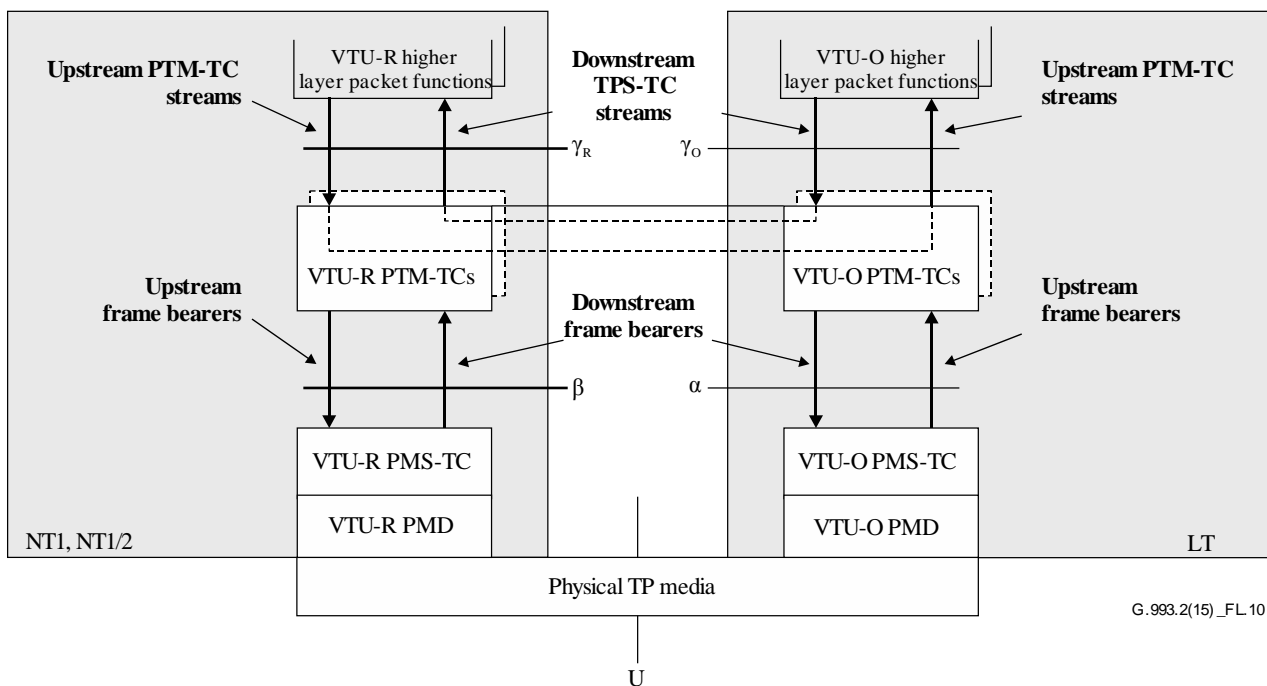 VTU-R higher
layer packet functions
Upstream PTM-TC
streams
Downstream
TPS-TC
streams
VTU-O higher
layer packet functions
Upstream PTM-TC
streams
γR
γO
VTU-R PTM-TCs
VTU-O PTM-TCs
Upstream
frame bearers
Downstream
frame bearers
Upstream
frame bearers
β
α
VTU-R PMS-TC
VTU-O PMS-TC
VTU-R PMD
VTU-O PMD
NT1, NT1/2
LT
Physical TP media
G.993.2(15)_FL.10
U